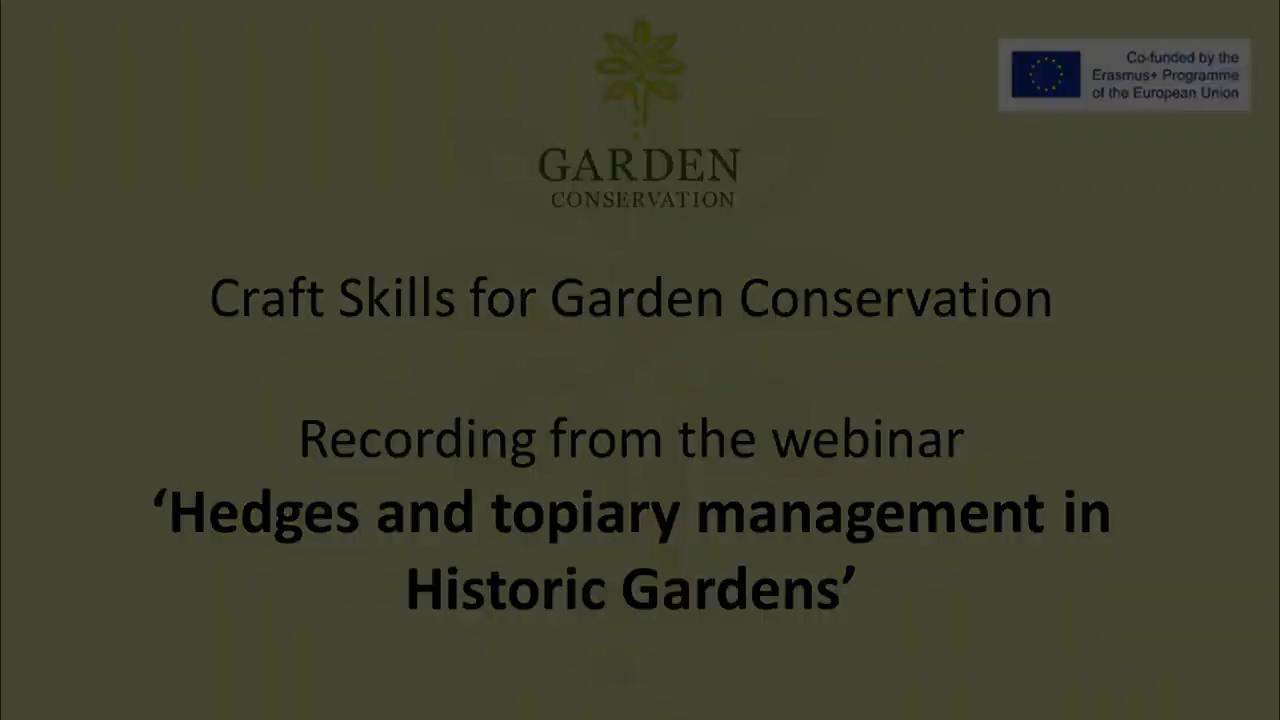 GARDEN
CONSERVATION
Co-funded by the
Erasmus+ Programme
of the European Union
Craft Skills for Garden Conservation
Recording from the webinar
‘Hedges and topiary management in
Historic Gardens’